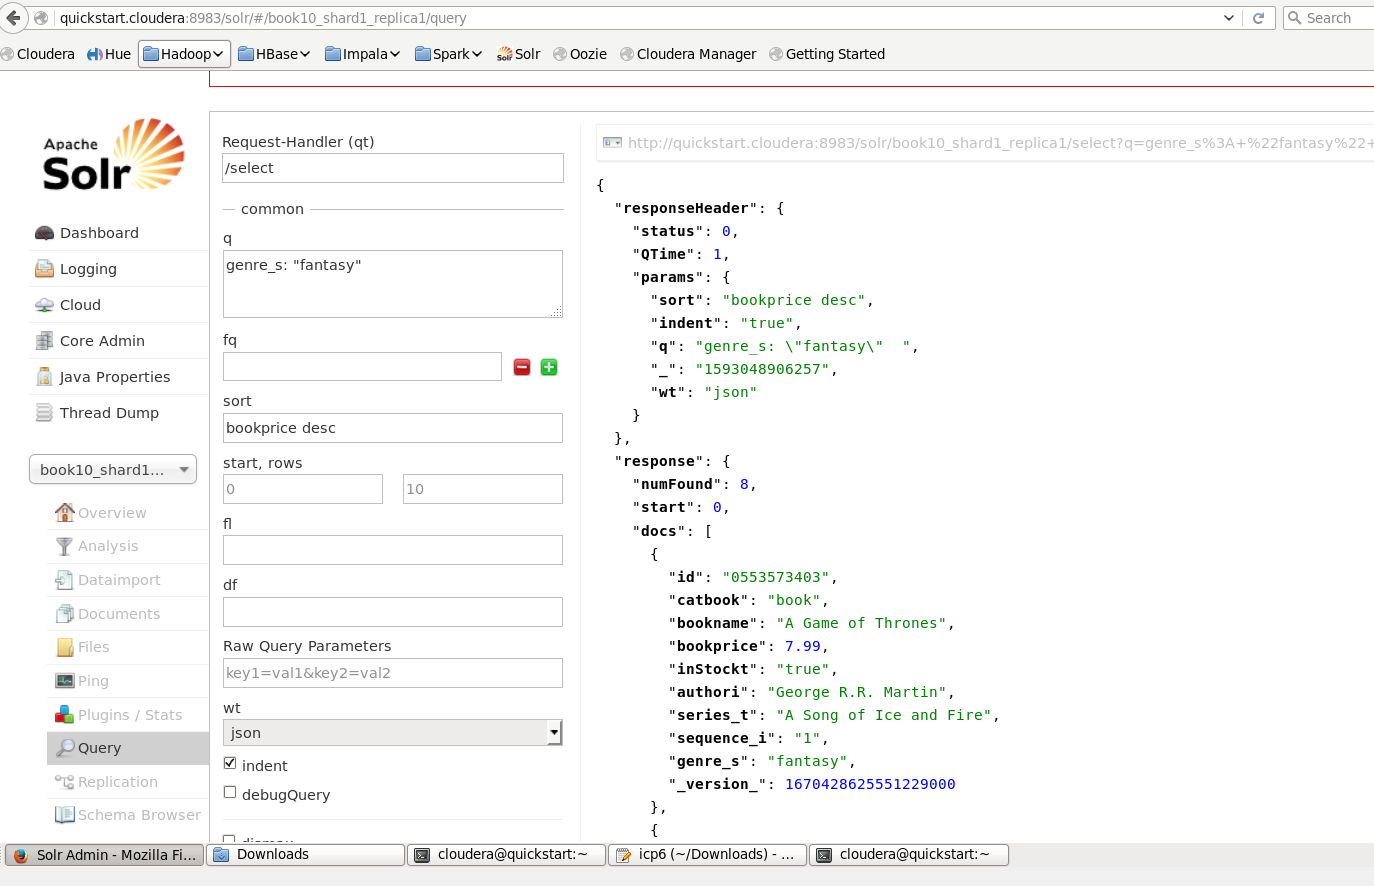 quickstart.cloudera:8983/solr/#/book10_shard1_replica1/query
Search
Cloudera Hue Hadoop HBase Impala Spark Solr Oozie Cloudera Manager Getting Started
Apache
Solr
Dashboard
Logging
Cloud
Core Admin
Java Properties
Thread Dump
book10_shard1...
Overview
Analysis
Dataimport
Documents
Files
Ping
Plugins / Stats
Query
Replication
Schema Browser
Request-Handler (qt)
/select
common
q
genre_s: "fantasy"
fq
sort
bookprice desc
start, rows
0 10
fl
df
Raw Query Parameters
key1=val1&key2=val2
wt
json
indent
debugQuery
dismax
http://quickstart.cloudera:8983/solr/book10_shard1_replica1/select?q=genre_s%3A+%22fantasy%22+
{
"responseHeader": {
"status": 0,
"QTime": 1,
"params": {
"sort": "bookprice desc",
"indent": "true",
"q": "genre_s: \"fantasy\"  ",
"_": "1593048906257",
"wt": "json"
}
},
"response": {
"numFound": 8,
"start": 0,
"docs": [
{
"id": "0553573403",
"catbook": "book",
"bookname": "A Game of Thrones",
"bookprice": 7.99,
"inStockt": "true",
"authori": "George R.R. Martin",
"series_t": "A Song of Ice and Fire",
"sequence_i": "1",
"genre_s": "fantasy",
"_version_": 1670428625551229000
},
{
Solr Admin - Mozilla Fi... Downloads cloudera@quickstart:~ icp6 (~/Downloads) - ... cloudera@quickstart:~